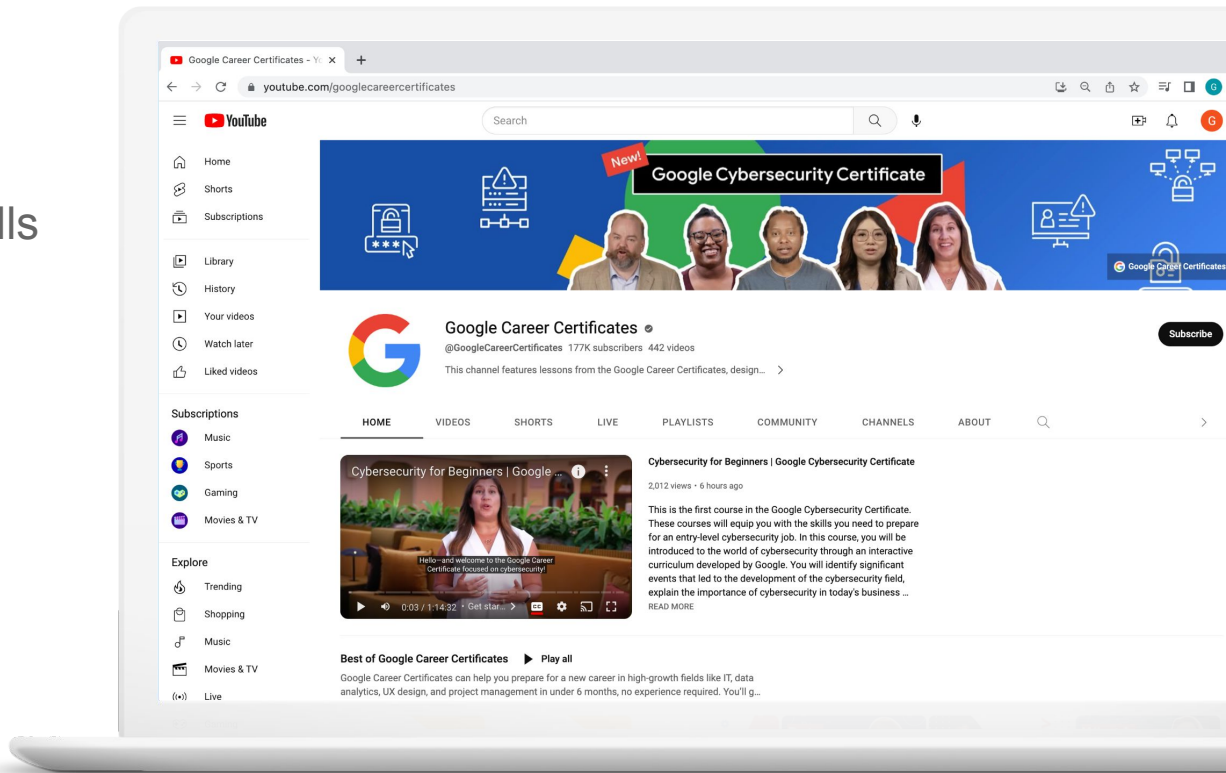 lls
Google Career Certificates - Yo
youtube.com/googlecareercertificates
G
YouTube
Search
G
Home
Shorts
Subscriptions
Library
History
Your videos
Watch later
Liked videos
Subscriptions
Music
Sports
Gaming
Movies & TV
Explore
Trending
Shopping
Music
Movies & TV
Live
New!
Google Cybersecurity Certificate
****
Google Career Certificates
Google Career Certificates
@GoogleCareerCertificates 177K subscribers 442 videos
This channel features lessons from the Google Career Certificates, design...
Subscribe
HOME VIDEOS SHORTS LIVE PLAYLISTS COMMUNITY CHANNELS ABOUT
Cybersecurity for Beginners | Google ...
Hello—and welcome to the Google Career
Certificate focused on cybersecurity!
0:03 / 1:14:32 • Get star...
CC
Cybersecurity for Beginners | Google Cybersecurity Certificate
2,012 views • 6 hours ago
This is the first course in the Google Cybersecurity Certificate.
These courses will equip you with the skills you need to prepare
for an entry-level cybersecurity job. In this course, you will be
introduced to the world of cybersecurity through an interactive
curriculum developed by Google. You will identify significant
events that led to the development of the cybersecurity field,
explain the importance of cybersecurity in today's business ...
READ MORE
Best of Google Career Certificates Play all
Google Career Certificates can help you prepare for a new career in high-growth fields like IT, data
analytics, UX design, and project management in under 6 months, no experience required. You'll g...